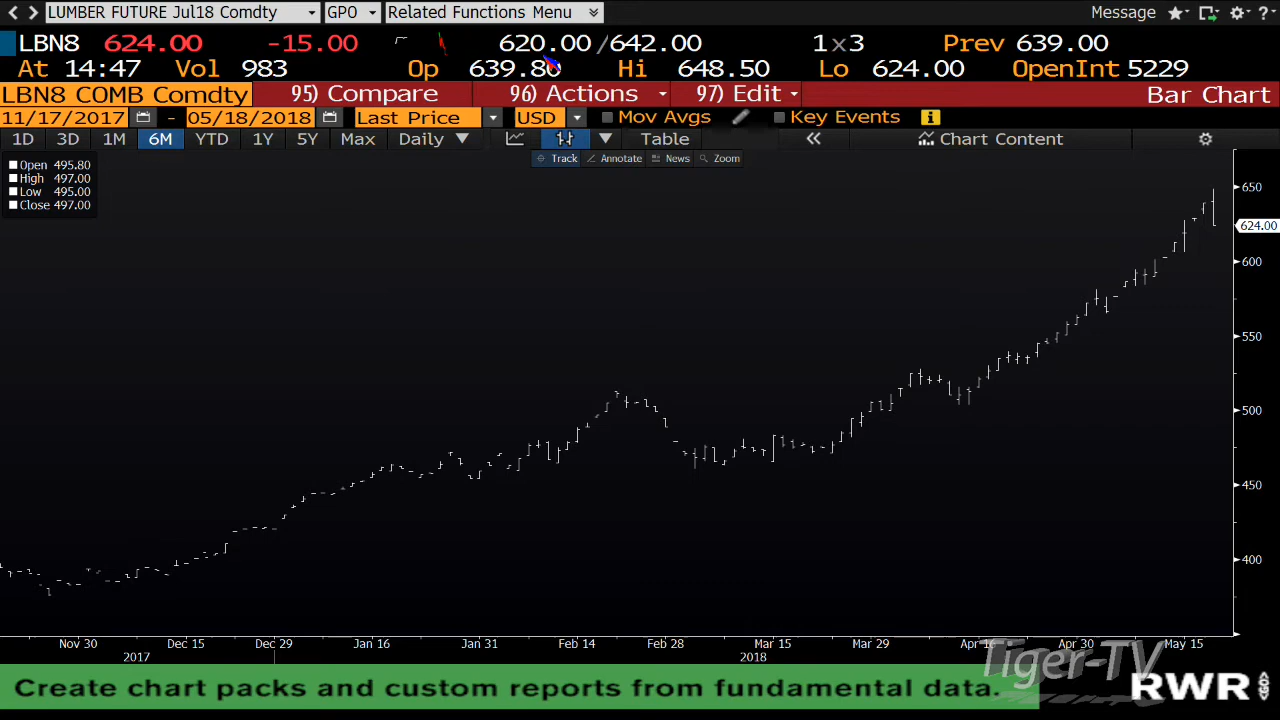 LUMBER FUTURE Jul18 Comdty GPO Related Functions Menu Message ?
LBN8 624.00 -15.00 620.00 /642.00 1x3 Prev 639.00
At 14:47 Vol 983 Op 639.80 Hi 648.50 Lo 624.00 OpenInt 5229
LBN8 COMB Comdty 95) Compare 96) Actions 97) Edit Bar Chart
11/17/2017 - 05/18/2018 Last Price USD Mov Avgs Key Events i
1D 3D 1M 6M YTD 1Y 5Y Max Daily Table « Chart Content
Track Annotate News Zoom
Open 495.80
High 497.00
Low 495.00
Close 497.00
650
624.00
600
550
500
450
400
Nov 30 Dec 15 Dec 29 Jan 16 Jan 31 Feb 14 Feb 28 Mar 15 Mar 29 Apr 16 Apr 30 May 15
2017 2018
Tiger-TV
Create chart packs and custom reports from fundamental data.
RWR
GO